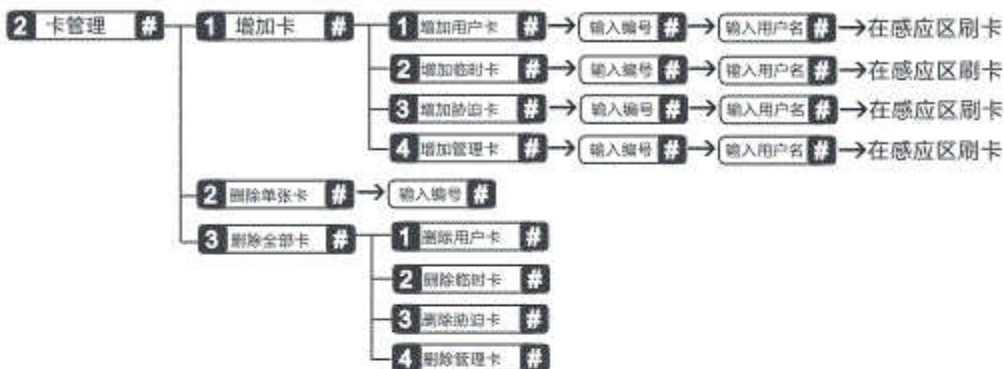 2 卡管理 # 1 增加卡 # 1 增加用户卡 # 输入编号 # 输入用户名 # 在感应区刷卡
2 增加临时卡 # 输入编号 # 输入用户名 # 在感应区刷卡
3 增加胁迫卡 # 输入编号 # 输入用户名 # 在感应区刷卡
4 增加管理卡 # 输入编号 # 输入用户名 # 在感应区刷卡
2 删除单张卡 # 输入编号 #
3 删除全部卡 # 1 删除用户卡 #
2 删除临时卡 #
3 删除胁迫卡 #
4 删除管理卡 #